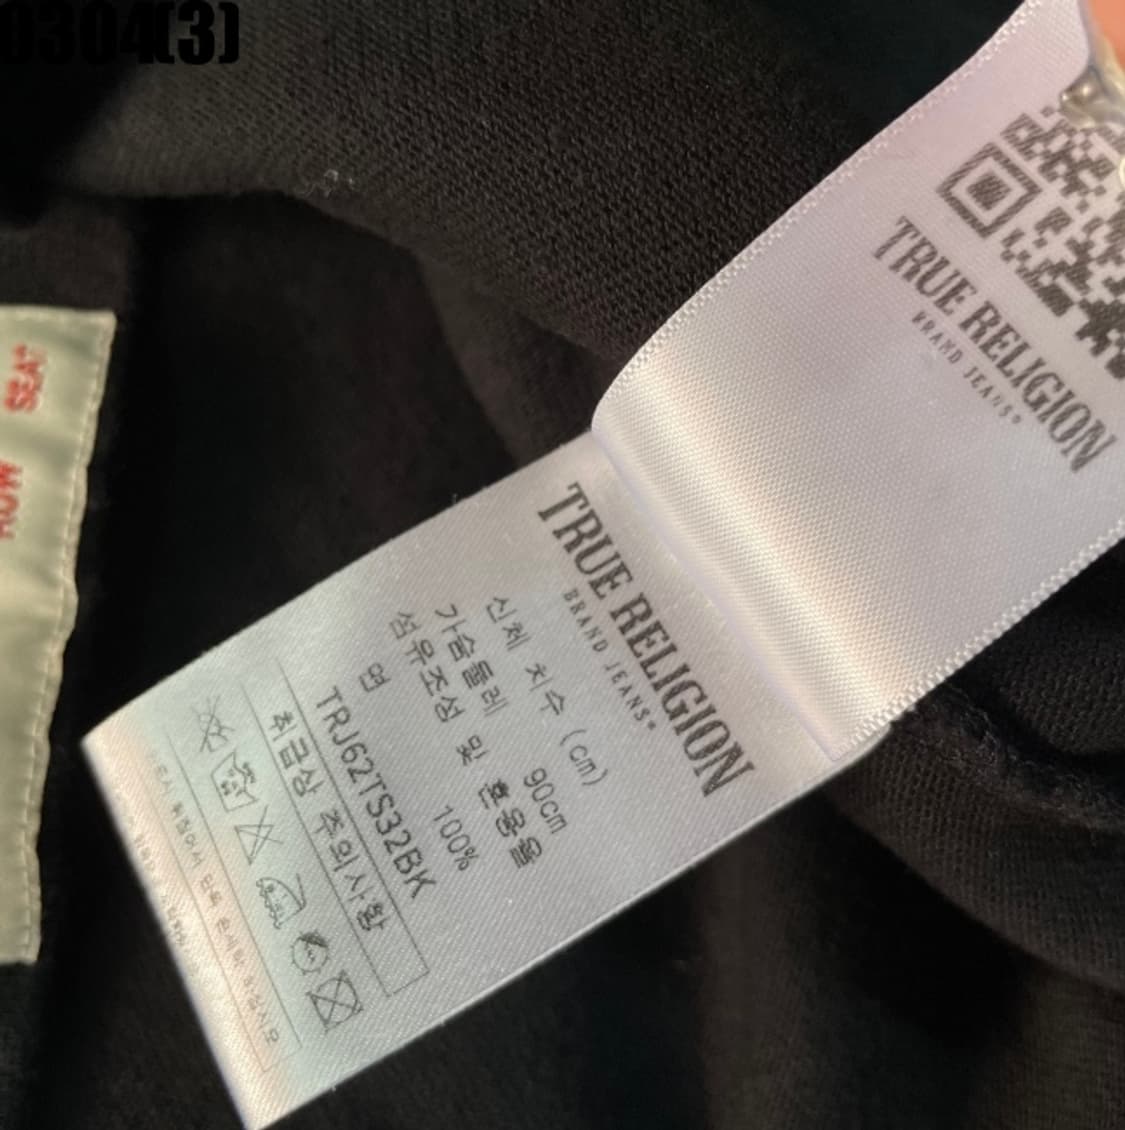 0304(3)
ROW SEAT
TRUE RELIGION
BRAND JEANS®
TRUE RELIGION
BRAND JEANS®
신체 치수 (cm)
가슴둘레 90cm
섬유조성 및 혼용율
면 100%
TRJ62TS32BK
취급상 주의사항